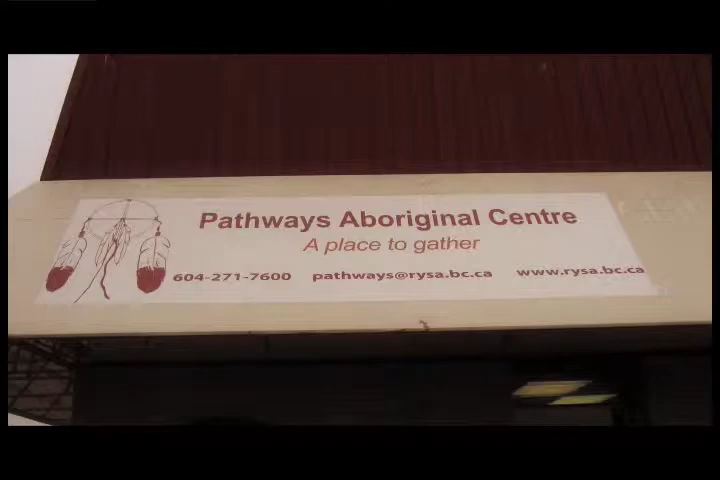 Pathways Aboriginal Centre
A place to gather
604-271-7600 pathways@rysa.bc.ca www.rysa.bc.ca